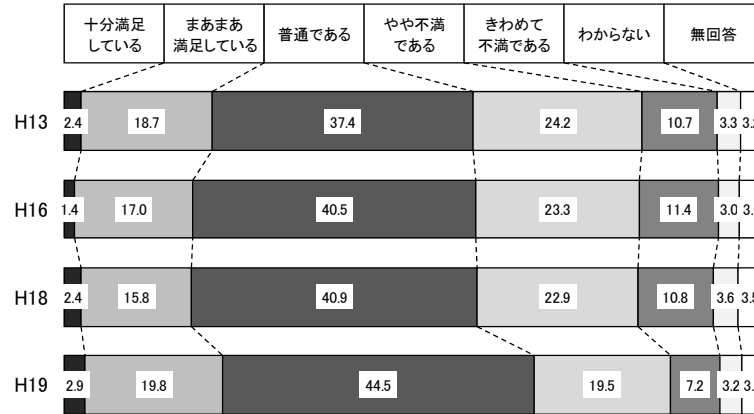 十分満足
している
まあまあ
満足している
普通である
やや不満
である
きわめて
不満である
わからない
無回答
H13 2.4 18.7 37.4 24.2 10.7 3.3
H16 1.4 17.0 40.5 23.3 11.4 3.0
H18 2.4 15.8 40.9 22.9 10.8 3.6
H19 2.9 19.8 44.5 19.5 7.2 3.2